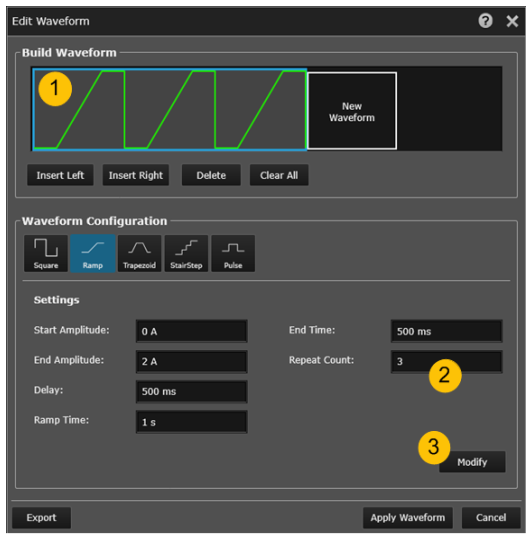 Edit Waveform
?
Build Waveform
1
New
Waveform
Insert Left Insert Right Delete Clear All
Waveform Configuration
Square Ramp Trapezoid StairStep Pulse
Settings
Start Amplitude: 0 A End Time: 500 ms
End Amplitude: 2 A Repeat Count: 3
2
Delay: 500 ms
Ramp Time: 1 s
3
Modify
Export Apply Waveform Cancel